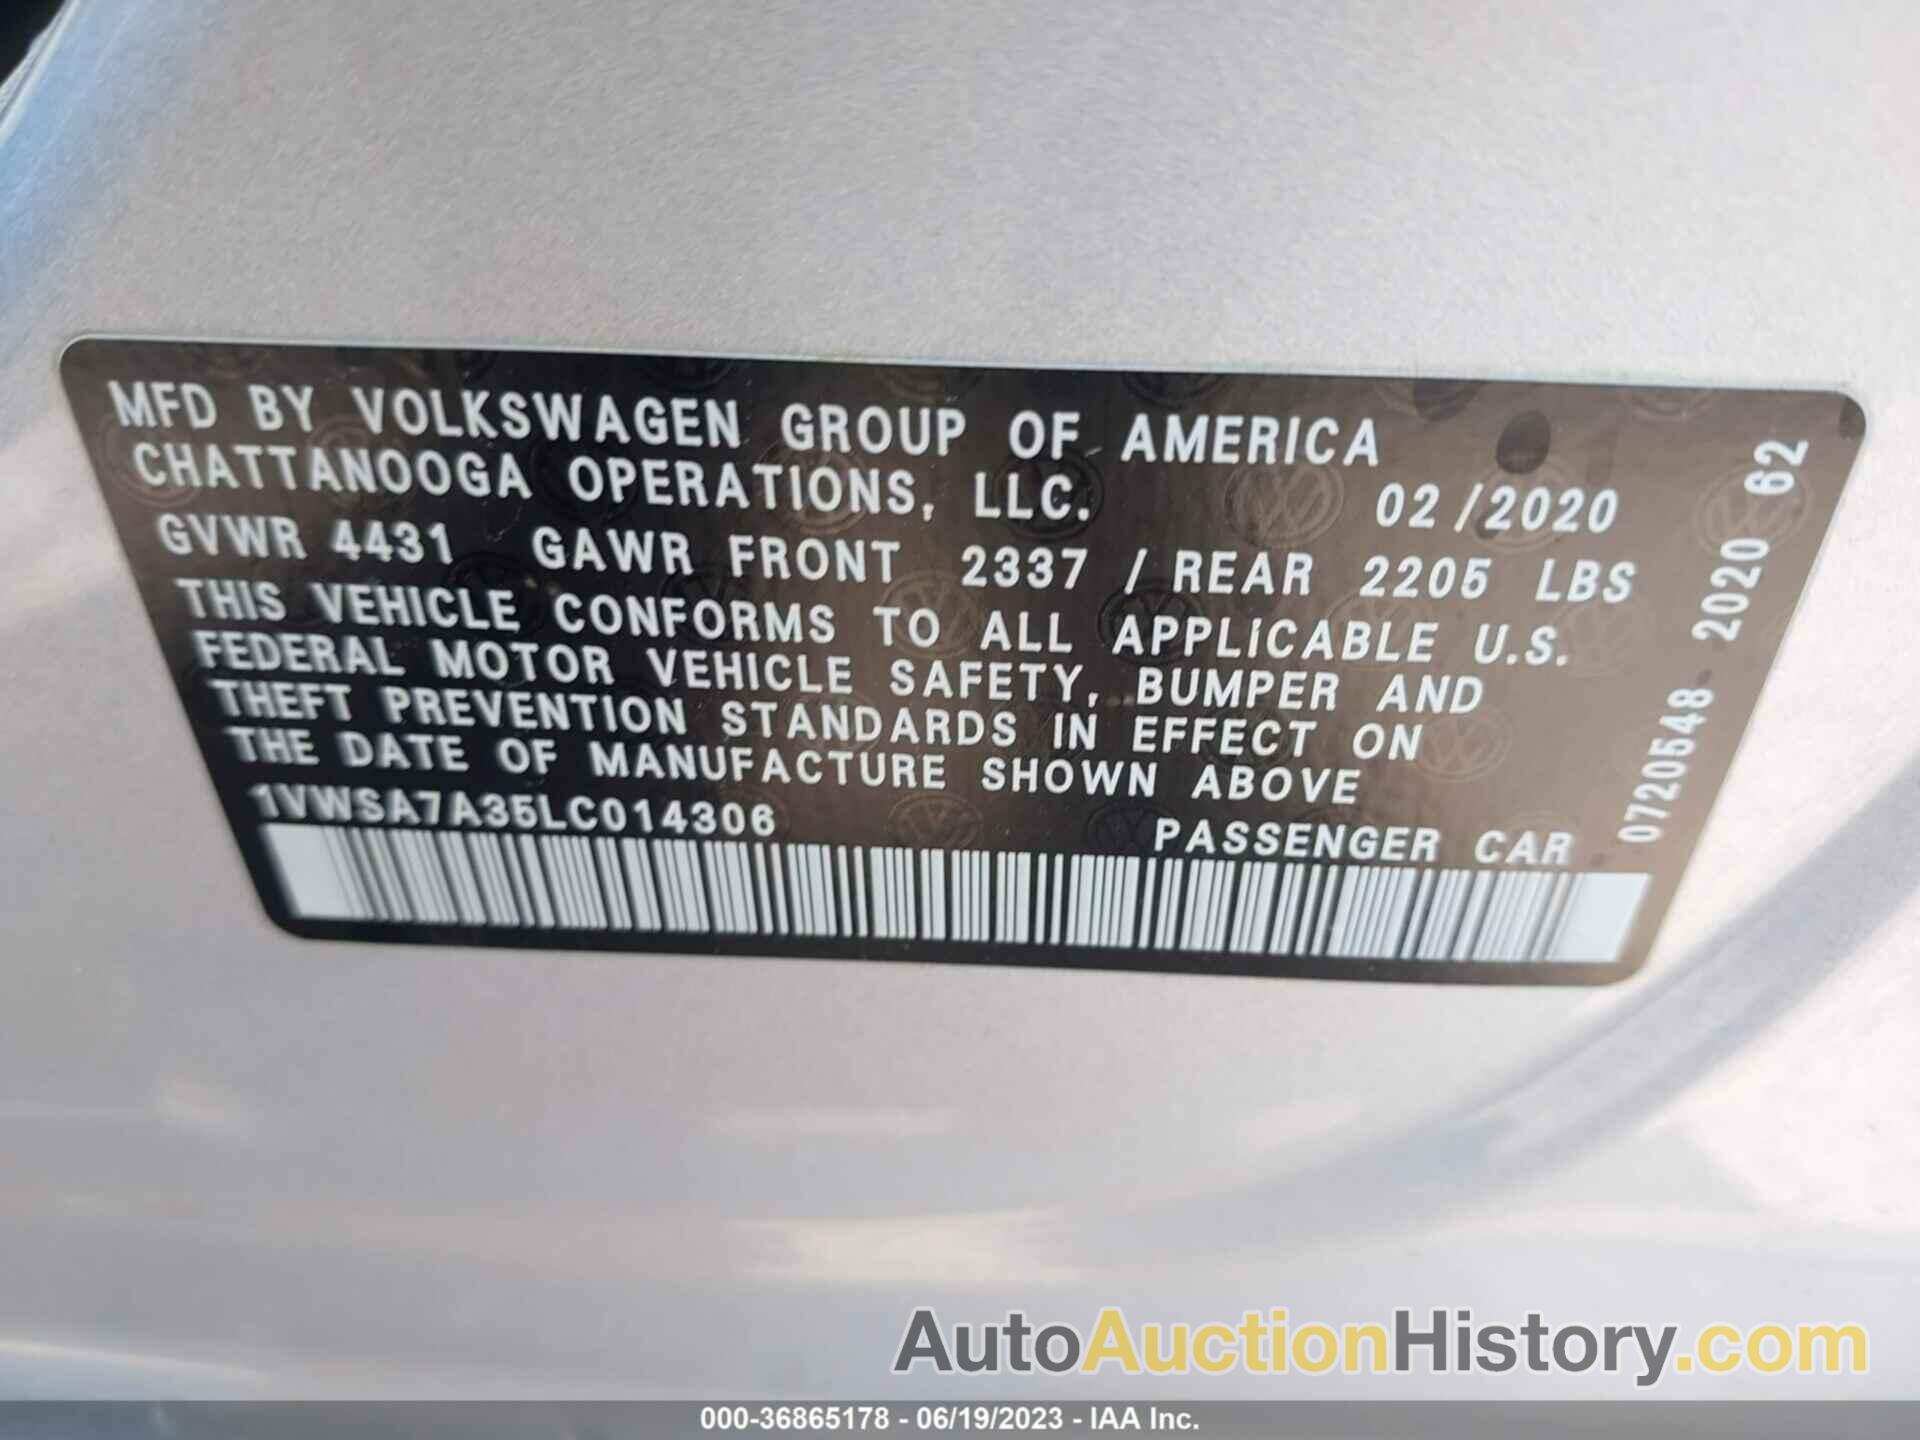 MFD BY VOLKSWAGEN GROUP OF AMERICA
CHATTANOOGA OPERATIONS, LLC. 02/2020
GVWR 4431 GAWR FRONT 2337 / REAR 2205 LBS
THIS VEHICLE CONFORMS TO ALL APPLICABLE U.S.
FEDERAL MOTOR VEHICLE SAFETY, BUMPER AND
THEFT PREVENTION STANDARDS IN EFFECT ON
THE DATE OF MANUFACTURE SHOWN ABOVE
1VWSA7A35LC014306 PASSENGER CAR
0720548 2020 2020 62
AutoAuctionHistory.com
000-36865178 - 06/19/2023 - IAA Inc.